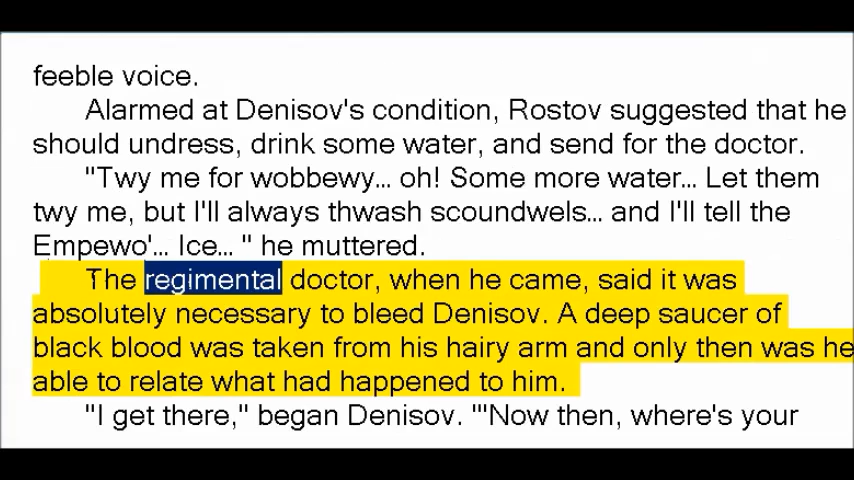 feeble voice.
Alarmed at Denisov's condition, Rostov suggested that he
should undress, drink some water, and send for the doctor.
"Twy me for wobbewy... oh! Some more water... Let them
twy me, but I'll always thwash scoundwels... and I'll tell the
Empewo'... Ice... " he muttered.
The regimental doctor, when he came, said it was
absolutely necessary to bleed Denisov. A deep saucer of
black blood was taken from his hairy arm and only then was he
able to relate what had happened to him.
"I get there," began Denisov. "'Now then, where's your